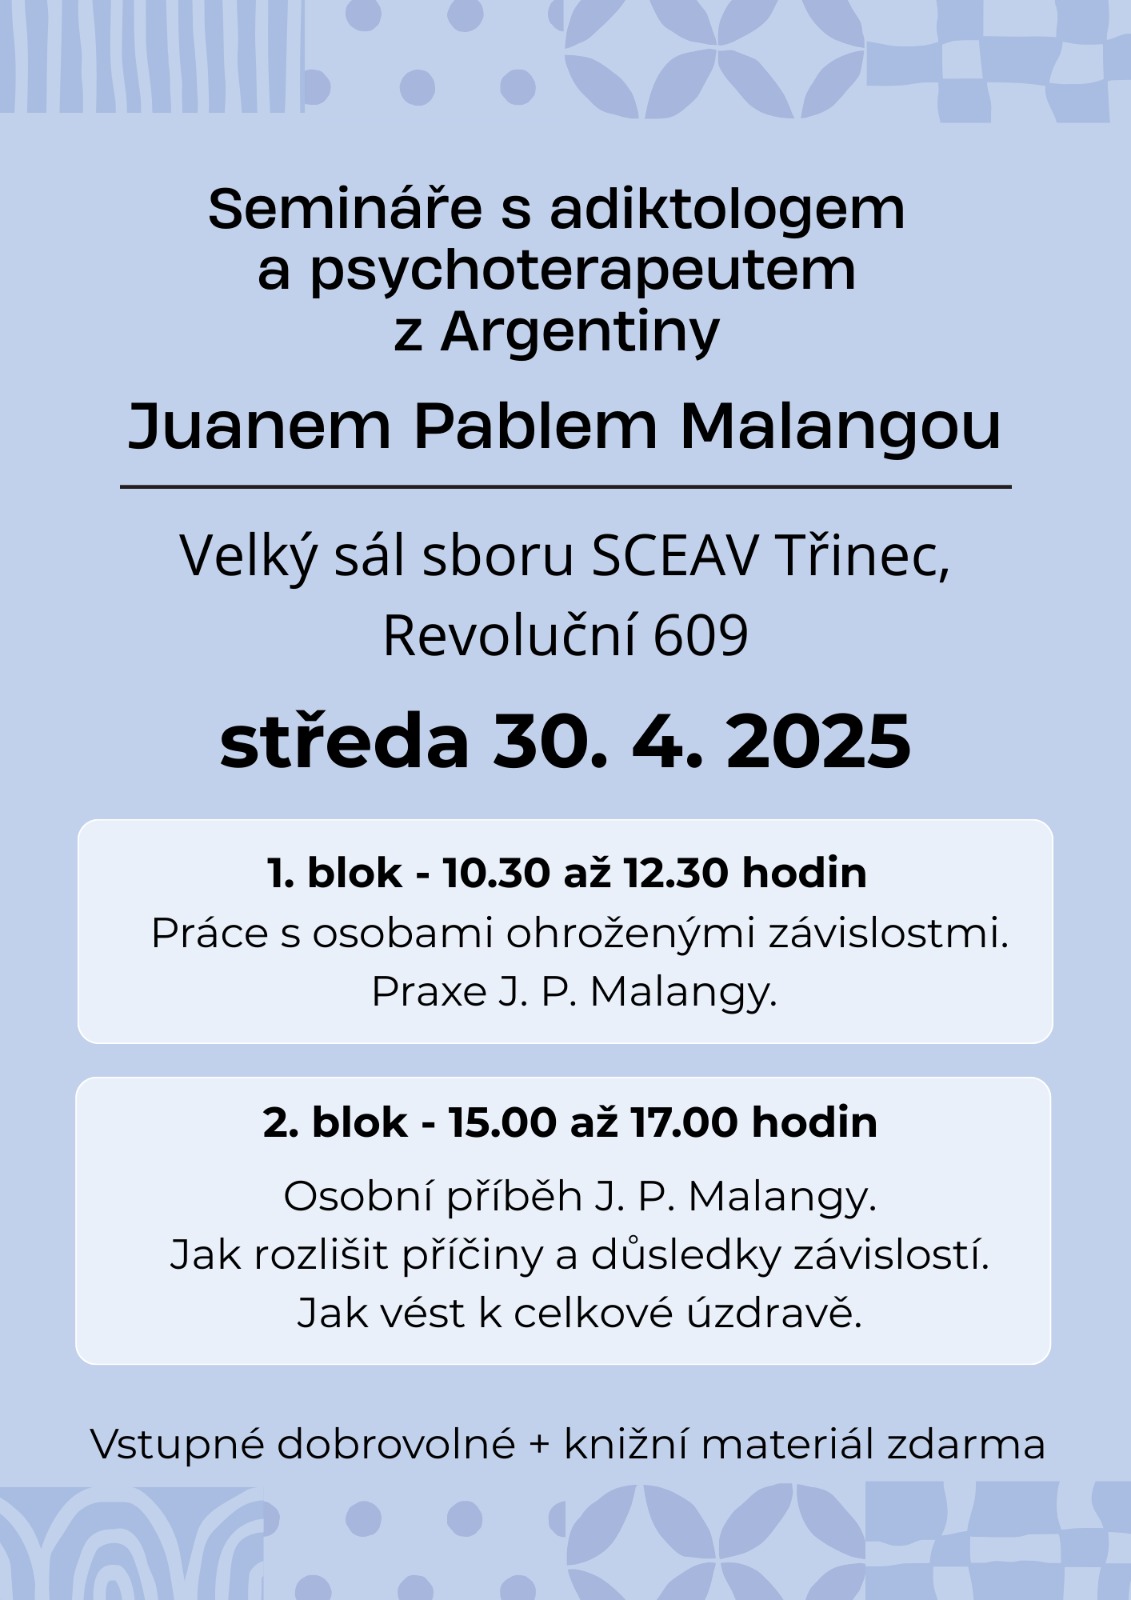 Semináře s adiktologem
a psychoterapeutem
z Argentiny
Juanem Pablem Malangou
Velký sál sboru SCEAV Třinec,
Revoluční 609
středa 30. 4. 2025
1. blok - 10.30 až 12.30 hodin
Práce s osobami ohroženými závislostmi.
Praxe J. P. Malangy.
2. blok - 15.00 až 17.00 hodin
Osobní příběh J. P. Malangy.
Jak rozlišit příčiny a důsledky závislostí.
Jak vést k celkové úzdravě.
Vstupné dobrovolné + knižní materiál zdarma